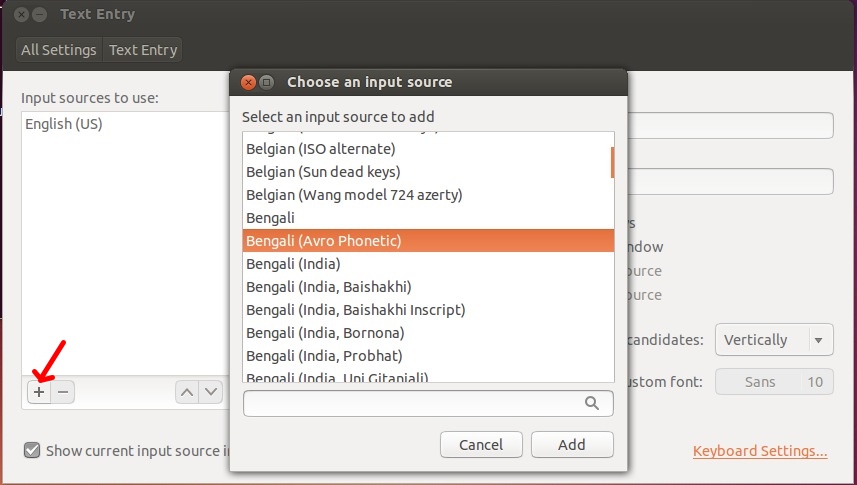 Text Entry
All Settings
Text Entry
Input sources to use:
English (US)
Choose an input source
Select an input source to add
Belgian (ISO alternate)
Belgian (Sun dead keys)
Belgian (Wang model 724 azerty)
Bengali
Bengali (Avro Phonetic)
Bengali (India)
Bengali (India, Baishakhi)
Bengali (India, Baishakhi Inscript)
Bengali (India, Bornona)
Bengali (India, Probhat)
Bengali (India, Uni Gitanjali)
Cancel
Add
ndow
ource
ource
candidates:
Vertically
ustom font:
Sans
10
Show current input source in
Keyboard Settings...